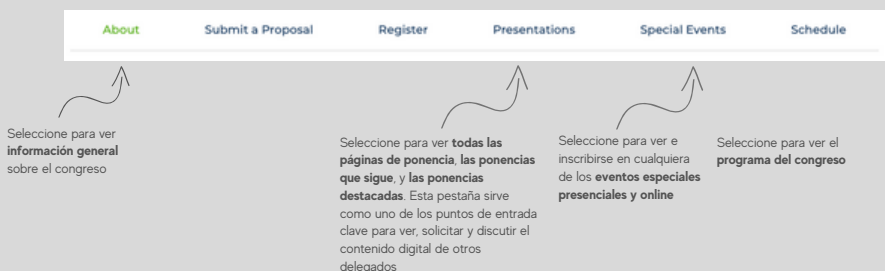 About
Submit a Proposal
Register
Presentations
Special Events
Schedule
Seleccione para ver
información general
sobre el congreso
Seleccione para ver todas las
páginas de ponencia, las ponencias
que sigue, y las ponencias
destacadas. Esta pestaña sirve
como uno de los puntos de entrada
clave para ver, solicitar y discutir el
contenido digital de otros
delegados
Seleccione para ver e
inscribirse en cualquiera
de los eventos especiales
presenciales y online
Seleccione para ver el
programa del congreso